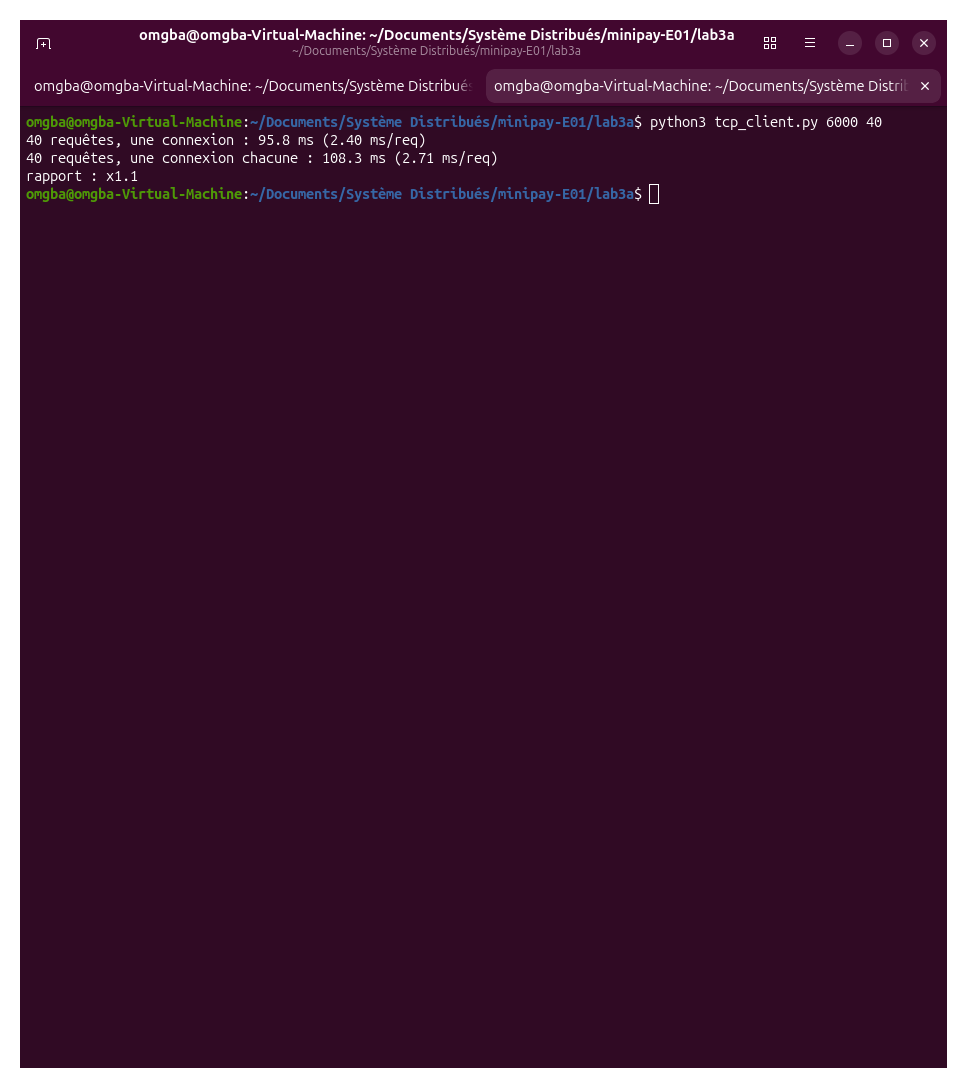 omgba@omgba-Virtual-Machine: ~/Documents/Système Distribués/minipay-E01/lab3a
~/Documents/Système Distribués/minipay-E01/lab3a
omgba@omgba-Virtual-Machine: ~/Documents/Système Distribués
omgba@omgba-Virtual-Machine: ~/Documents/Système Distrib
omgba@omgba-Virtual-Machine:~/Documents/Système Distribués/minipay-E01/lab3a$ python3 tcp_client.py 6000 40
40 requêtes, une connexion : 95.8 ms (2.40 ms/req)
40 requêtes, une connexion chacune : 108.3 ms (2.71 ms/req)
rapport : x1.1
omgba@omgba-Virtual-Machine:~/Documents/Système Distribués/minipay-E01/lab3a$